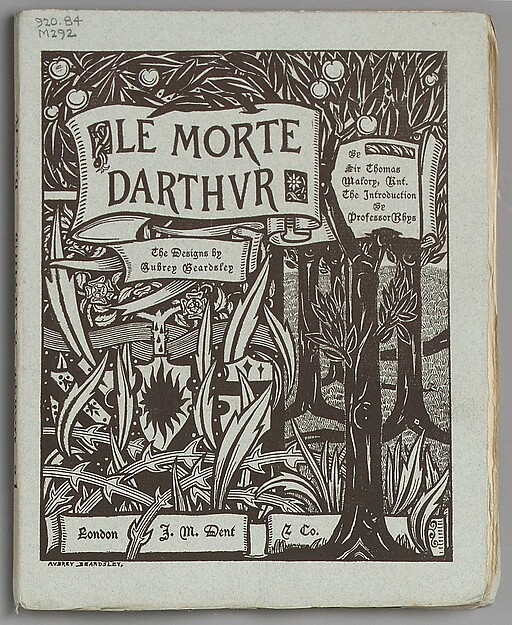 920.84
M292
LE MORTE
DARTHVR
By
Sir Thomas
Malory, Knt.
The Introduction
By
Professor Rhys
The Designs by
Aubrey Beardsley
London J. M. Dent & Co.
AVBREY BEARDSLEY.